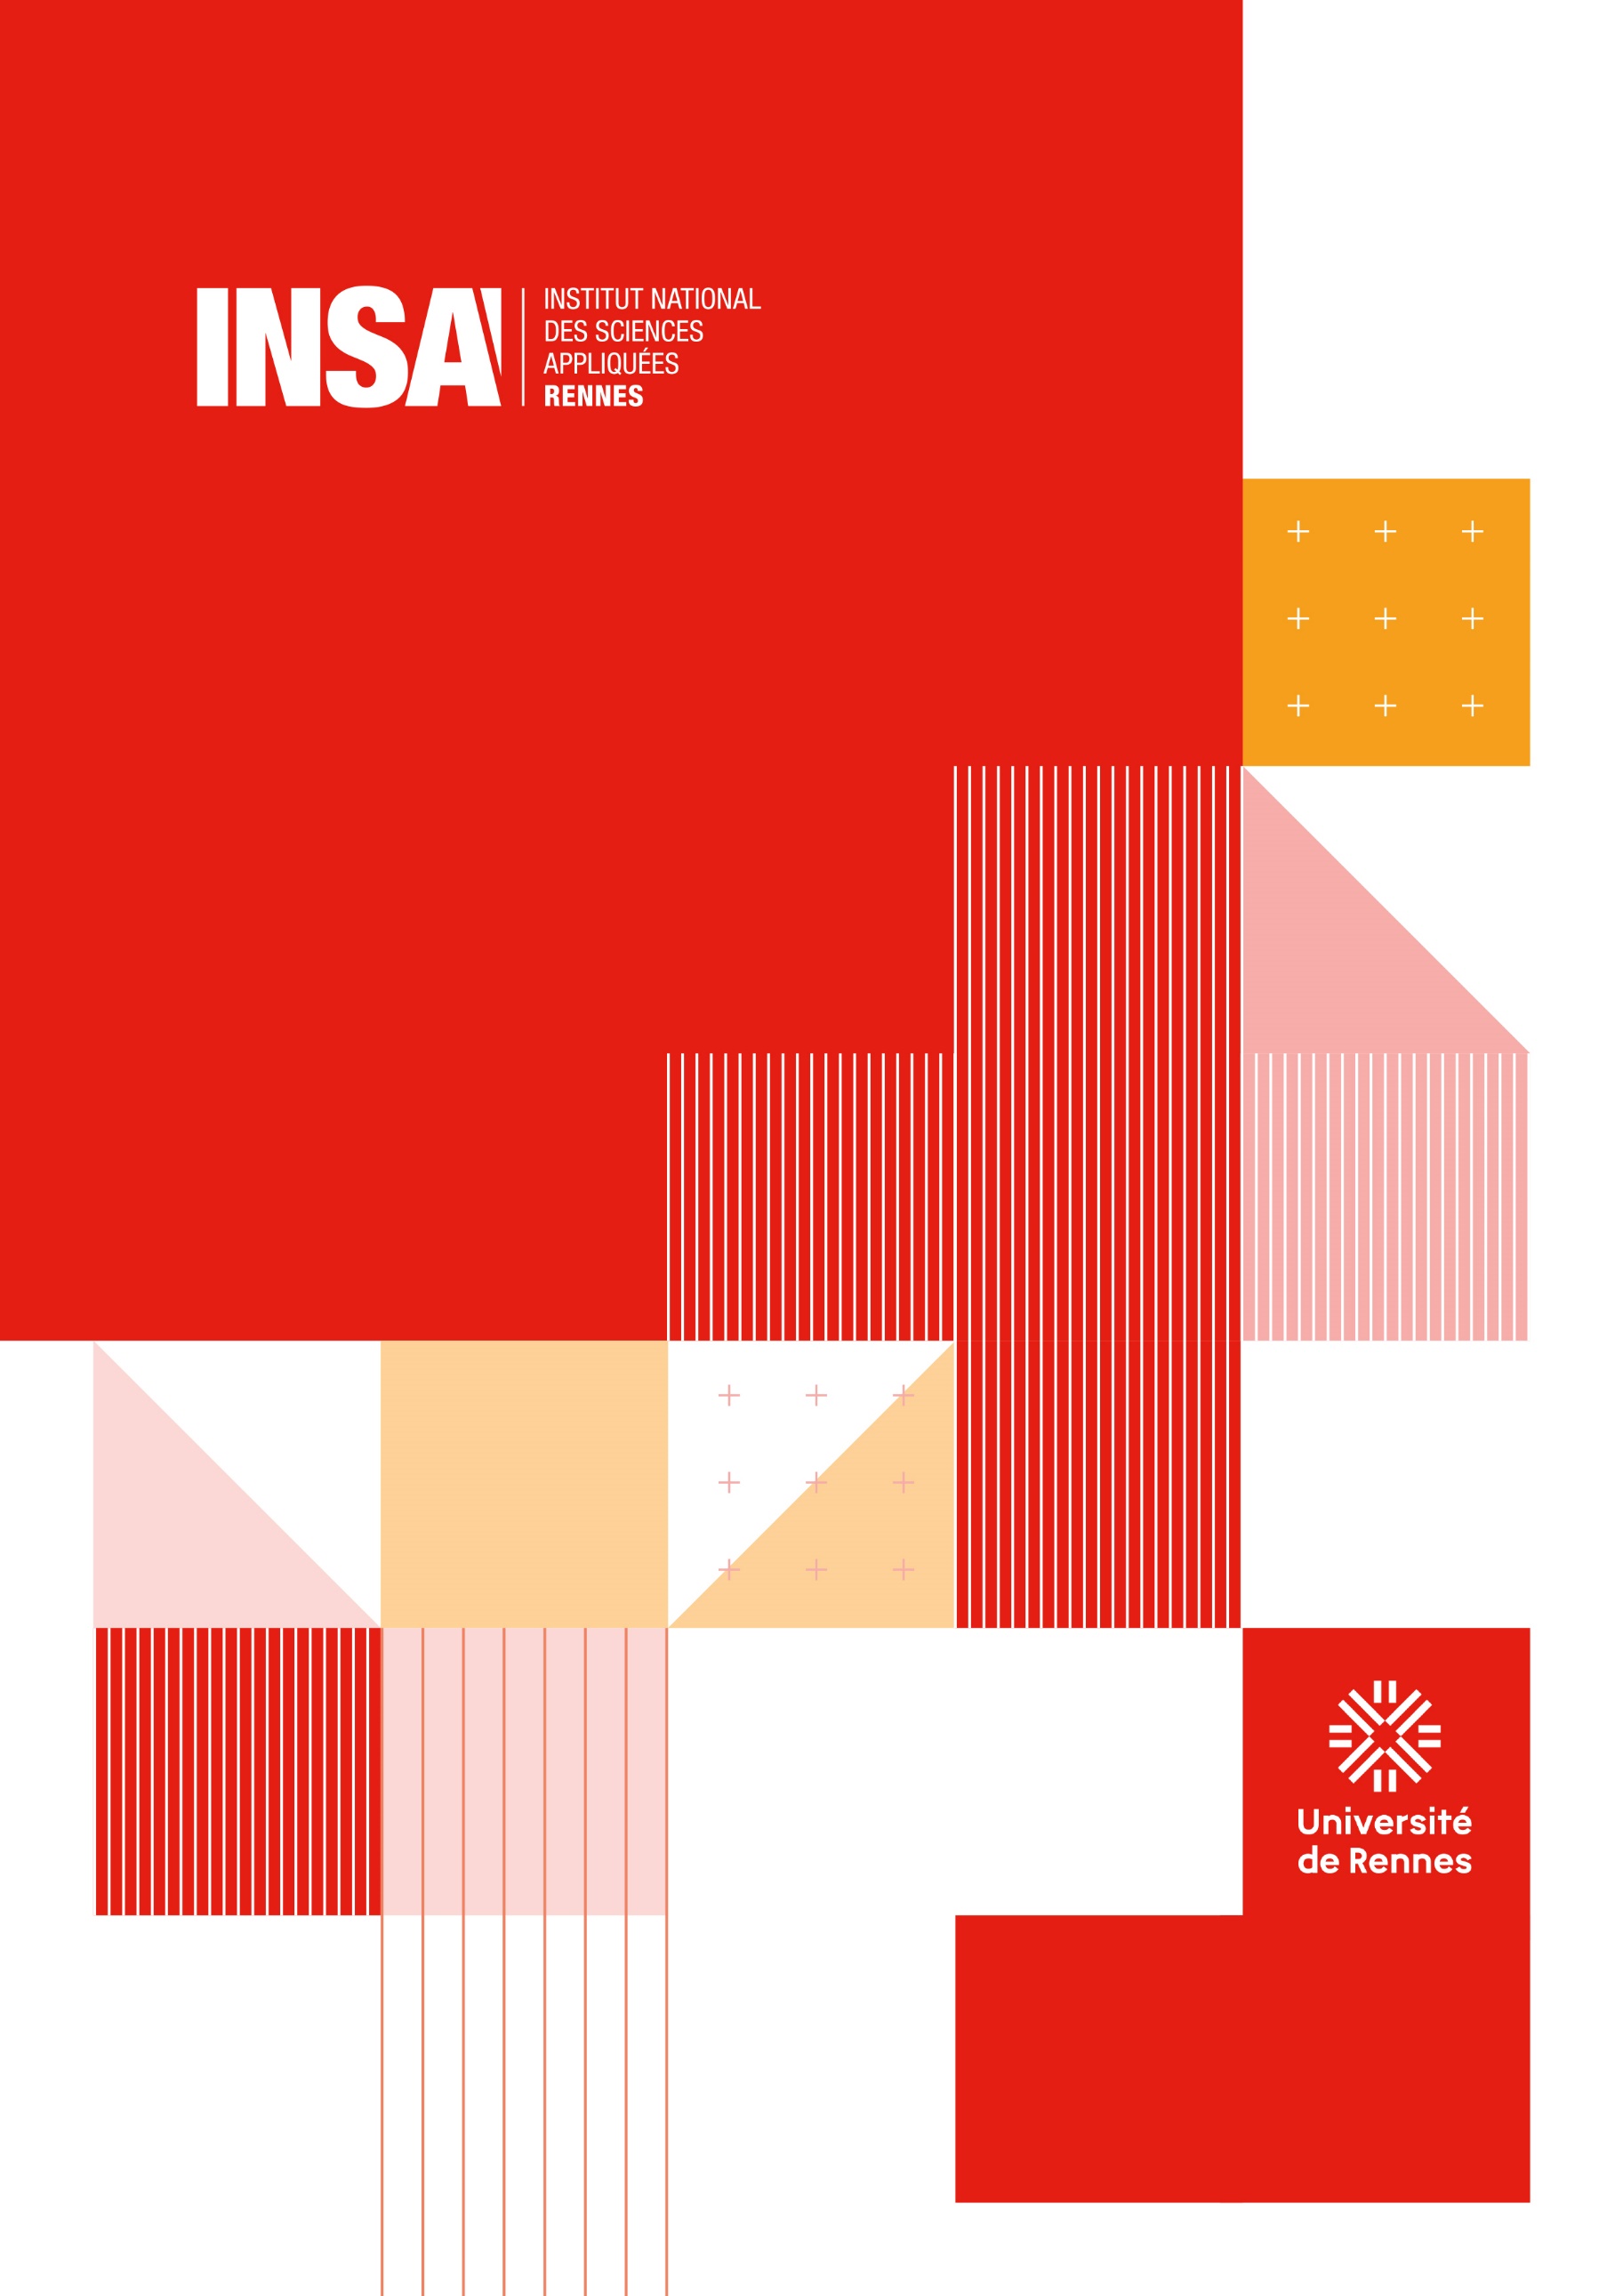 INSA
INSTITUT NATIONAL
DES SCIENCES
APPLIQUÉES
RENNES
Université
de Rennes